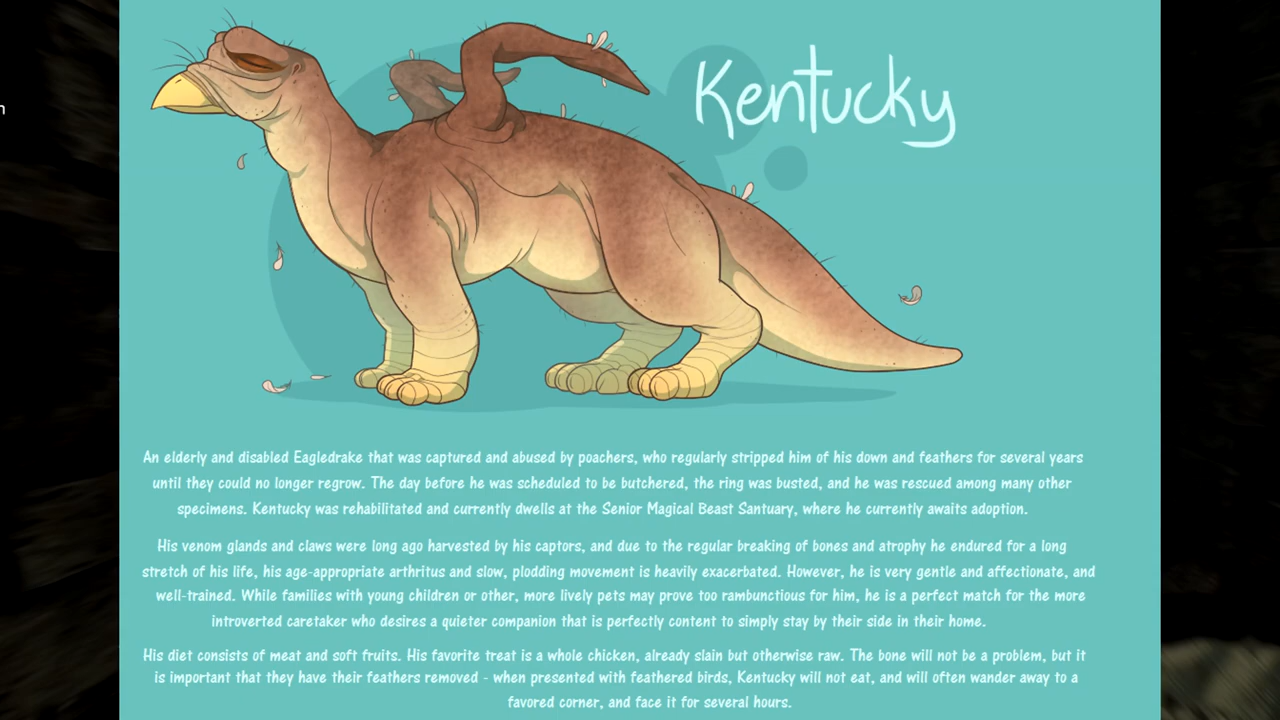 n
Kentucky
An elderly and disabled Eagledrake that was captured and abused by poachers, who regularly stripped him of his down and feathers for several years
until they could no longer regrow. The day before he was scheduled to be butchered, the ring was busted, and he was rescued among many other
specimens. Kentucky was rehabilitated and currently dwells at the Senior Magical Beast Santuary, where he currently awaits adoption.
His venom glands and claws were long ago harvested by his captors, and due to the regular breaking of bones and atrophy he endured for a long
stretch of his life, his age-appropriate arthritus and slow, plodding movement is heavily exacerbated. However, he is very gentle and affectionate, and
well-trained. While families with young children or other, more lively pets may prove too rambunctious for him, he is a perfect match for the more
introverted caretaker who desires a quieter companion that is perfectly content to simply stay by their side in their home.
His diet consists of meat and soft fruits. His favorite treat is a whole chicken, already slain but otherwise raw. The bone will not be a problem, but it
is important that they have their feathers removed - when presented with feathered birds, Kentucky will not eat, and will often wander away to a
favored corner, and face it for several hours.